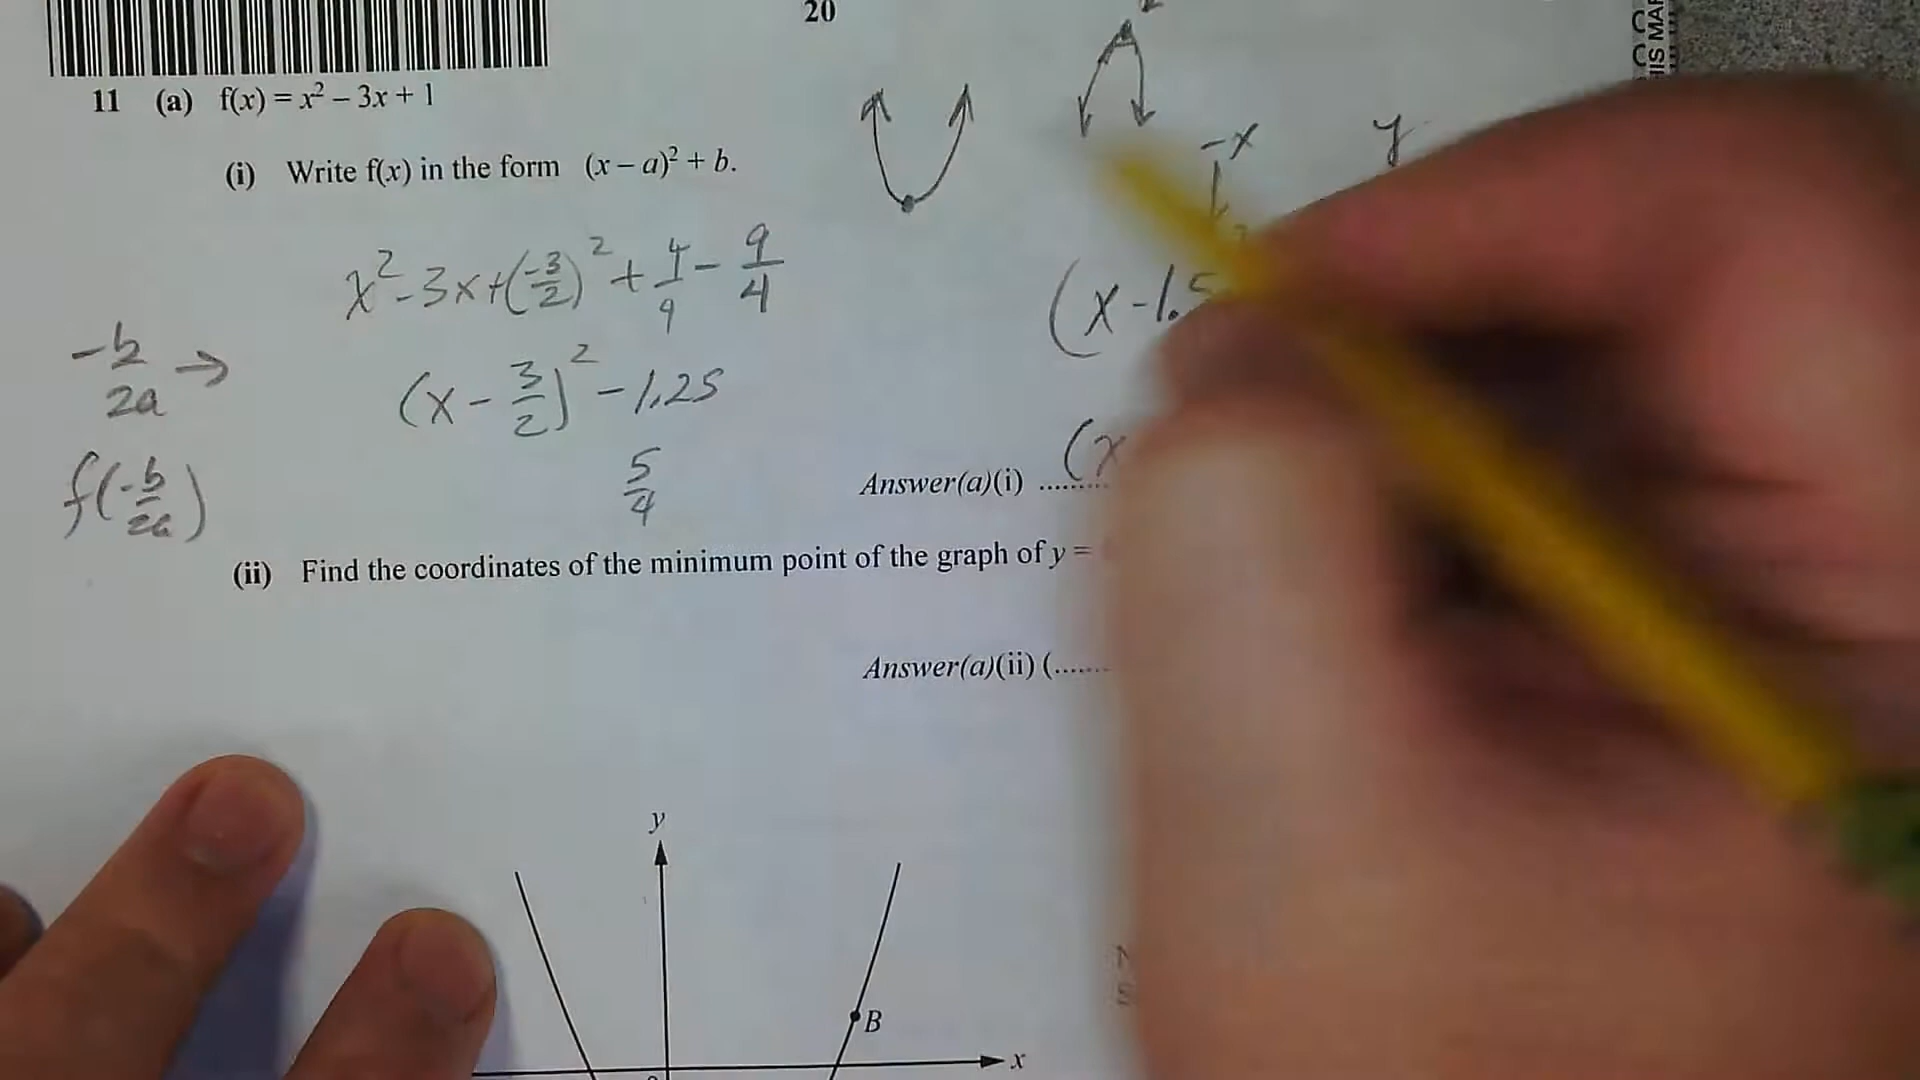 20
11 (a) f(x) = x² – 3x + 1
(i) Write f(x) in the form (x – a)² + b.
–x y
x² - 3x + (-3/2)² + 4/9 - 9/4
(x - 1.5
-b/2a →
(x - 3/2)² - 1.25
f(-b/2a)
5/4
Answer(a)(i) ........ (x
(ii) Find the coordinates of the minimum point of the graph of y =
Answer(a)(ii) (.......
y
B
x